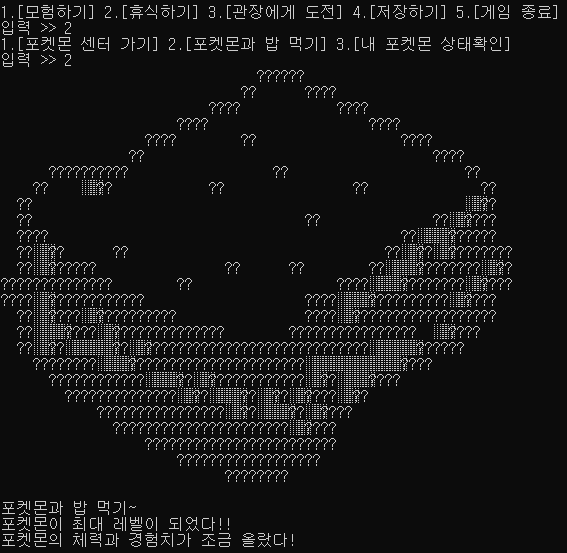 1.[모험하기] 2.[휴식하기] 3.[관장에게 도전] 4.[저장하기] 5.[게임 종료]
입력 >> 2
1.[포켓몬 센터 가기] 2.[포켓몬과 밥 먹기] 3.[내 포켓몬 상태확인]
입력 >> 2
포켓몬과 밥 먹기~
포켓몬이 최대 레벨이 되었다!!
포켓몬의 체력과 경험치가 조금 올랐다!